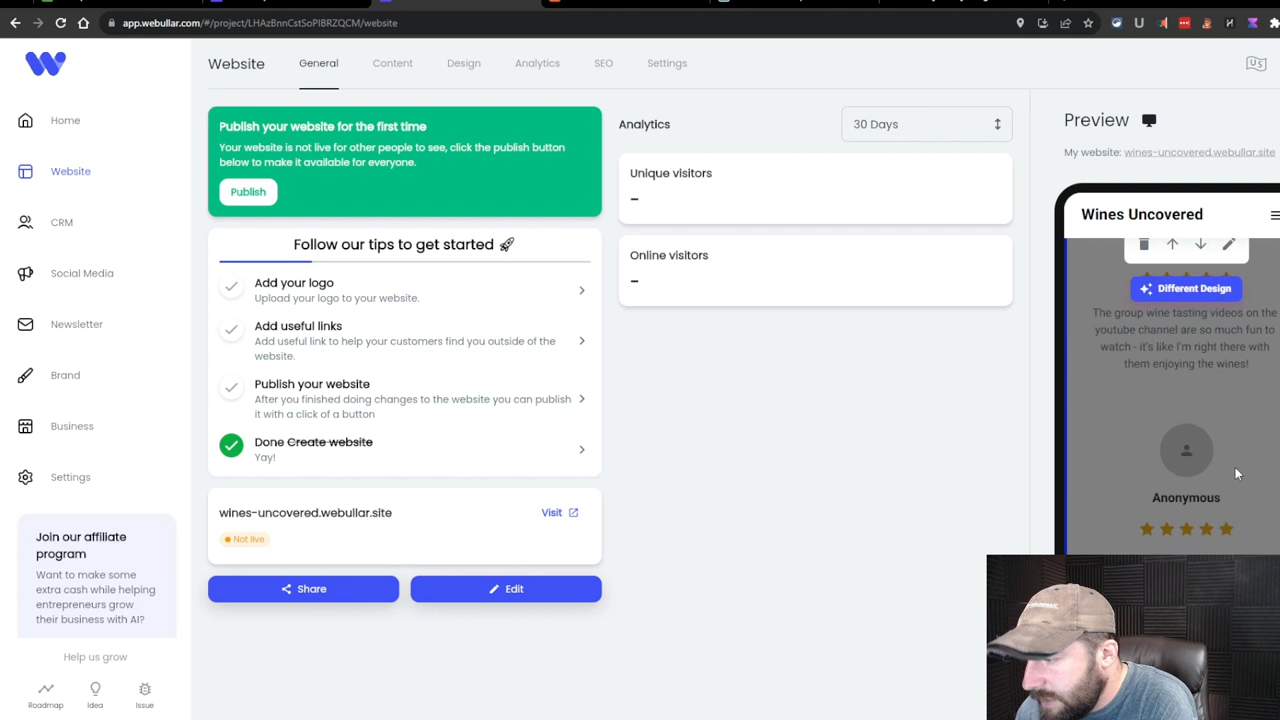 app.webullar.com/#/project/LHAzBnnCstSoPIBRZQCM/website
Website
General
Content
Design
Analytics
SEO
Settings
US
Home
Website
CRM
Social Media
Newsletter
Brand
Business
Settings
Join our affiliate
program
Want to make some
extra cash while helping
entrepreneurs grow
their business with AI?
Help us grow
Roadmap
Idea
Issue
Publish your website for the first time
Your website is not live for other people to see, click the publish button
below to make it available for everyone.
Publish
Follow our tips to get started
Add your logo
Upload your logo to your website.
Add useful links
Add useful link to help your customers find you outside of the
website.
Publish your website
After you finished doing changes to the website you can publish
it with a click of a button
Done Create website
Yay!
wines-uncovered.webullar.site
Visit
Not live
Share
Edit
Analytics
30 Days
Unique visitors
-
Online visitors
-
Preview
My website: wines-uncovered.webullar.site
Wines Uncovered
Different Design
The group wine tasting videos on the
youtube channel are so much fun to
watch - it's like I'm right there with
them enjoying the wines!
Anonymous